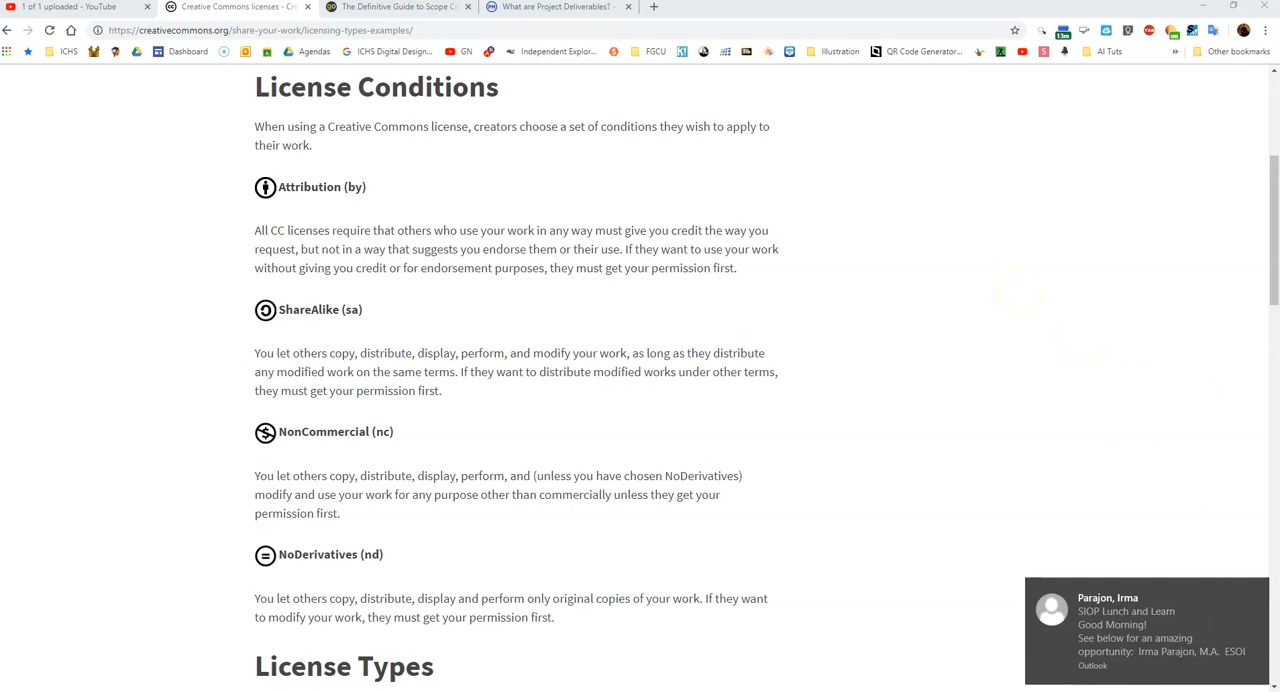 1 of 1 uploaded - YouTube
Creative Commons licenses - Cre
The Definitive Guide to Scope Cr
What are Project Deliverables? -
https://creativecommons.org/share-your-work/licensing-types-examples/
13m
ICHS
Dashboard
Agendas
ICHS Digital Design...
GN
Independent Explor...
FGCU
Illustration
QR Code Generator...
AI Tuts
»
Other bookmarks
License Conditions
When using a Creative Commons license, creators choose a set of conditions they wish to apply to
their work.
Attribution (by)
All CC licenses require that others who use your work in any way must give you credit the way you
request, but not in a way that suggests you endorse them or their use. If they want to use your work
without giving you credit or for endorsement purposes, they must get your permission first.
ShareAlike (sa)
You let others copy, distribute, display, perform, and modify your work, as long as they distribute
any modified work on the same terms. If they want to distribute modified works under other terms,
they must get your permission first.
NonCommercial (nc)
You let others copy, distribute, display, perform, and (unless you have chosen NoDerivatives)
modify and use your work for any purpose other than commercially unless they get your
permission first.
NoDerivatives (nd)
You let others copy, distribute, display and perform only original copies of your work. If they want
to modify your work, they must get your permission first.
License Types
Parajon, Irma
SIOP Lunch and Learn
Good Morning!
See below for an amazing
opportunity: Irma Parajon, M.A. ESOl
Outlook